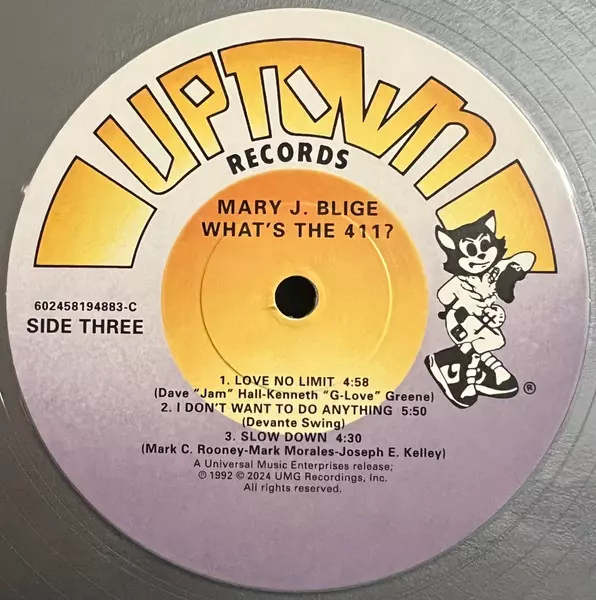 UPTOWN
RECORDS
MARY J. BLIGE
WHAT'S THE 411?
602458194883-C
SIDE THREE
1. LOVE NO LIMIT 4:58
(Dave "Jam" Hall-Kenneth "G-Love" Greene)
2. I DON'T WANT TO DO ANYTHING 5:50
(Devante Swing)
3. SLOW DOWN 4:30
(Mark C. Rooney-Mark Morales-Joseph E. Kelley)
A Universal Music Enterprises release;
℗ 1992 © 2024 UMG Recordings, Inc.
All rights reserved.
®